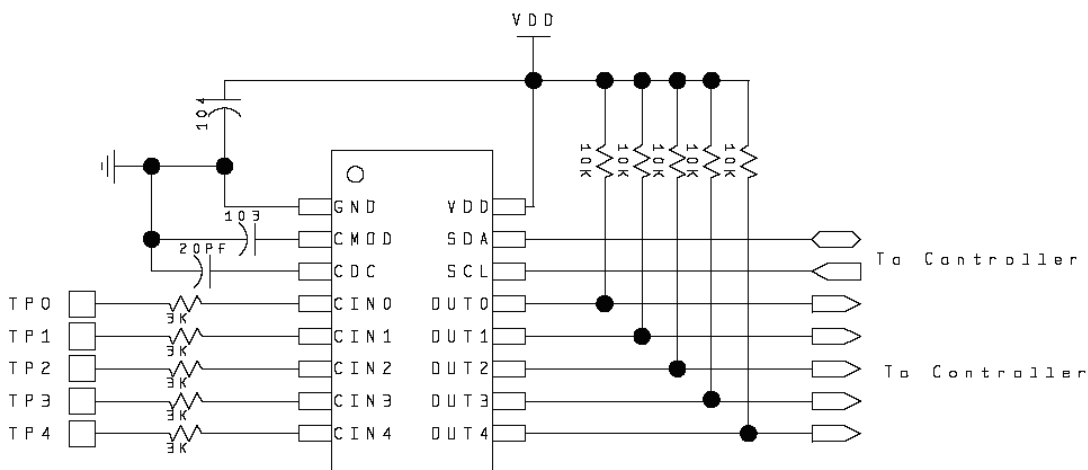 VDD
10
10K 10K 10K 10K 10K
GND VDD
103
CMOD SDA
20PF
CDC SCL
To Controller
TP0 3K CIN0 OUT0
TP1 3K CIN1 OUT1
TP2 3K CIN2 OUT2
To Controller
TP3 3K CIN3 OUT3
TP4 3K CIN4 OUT4